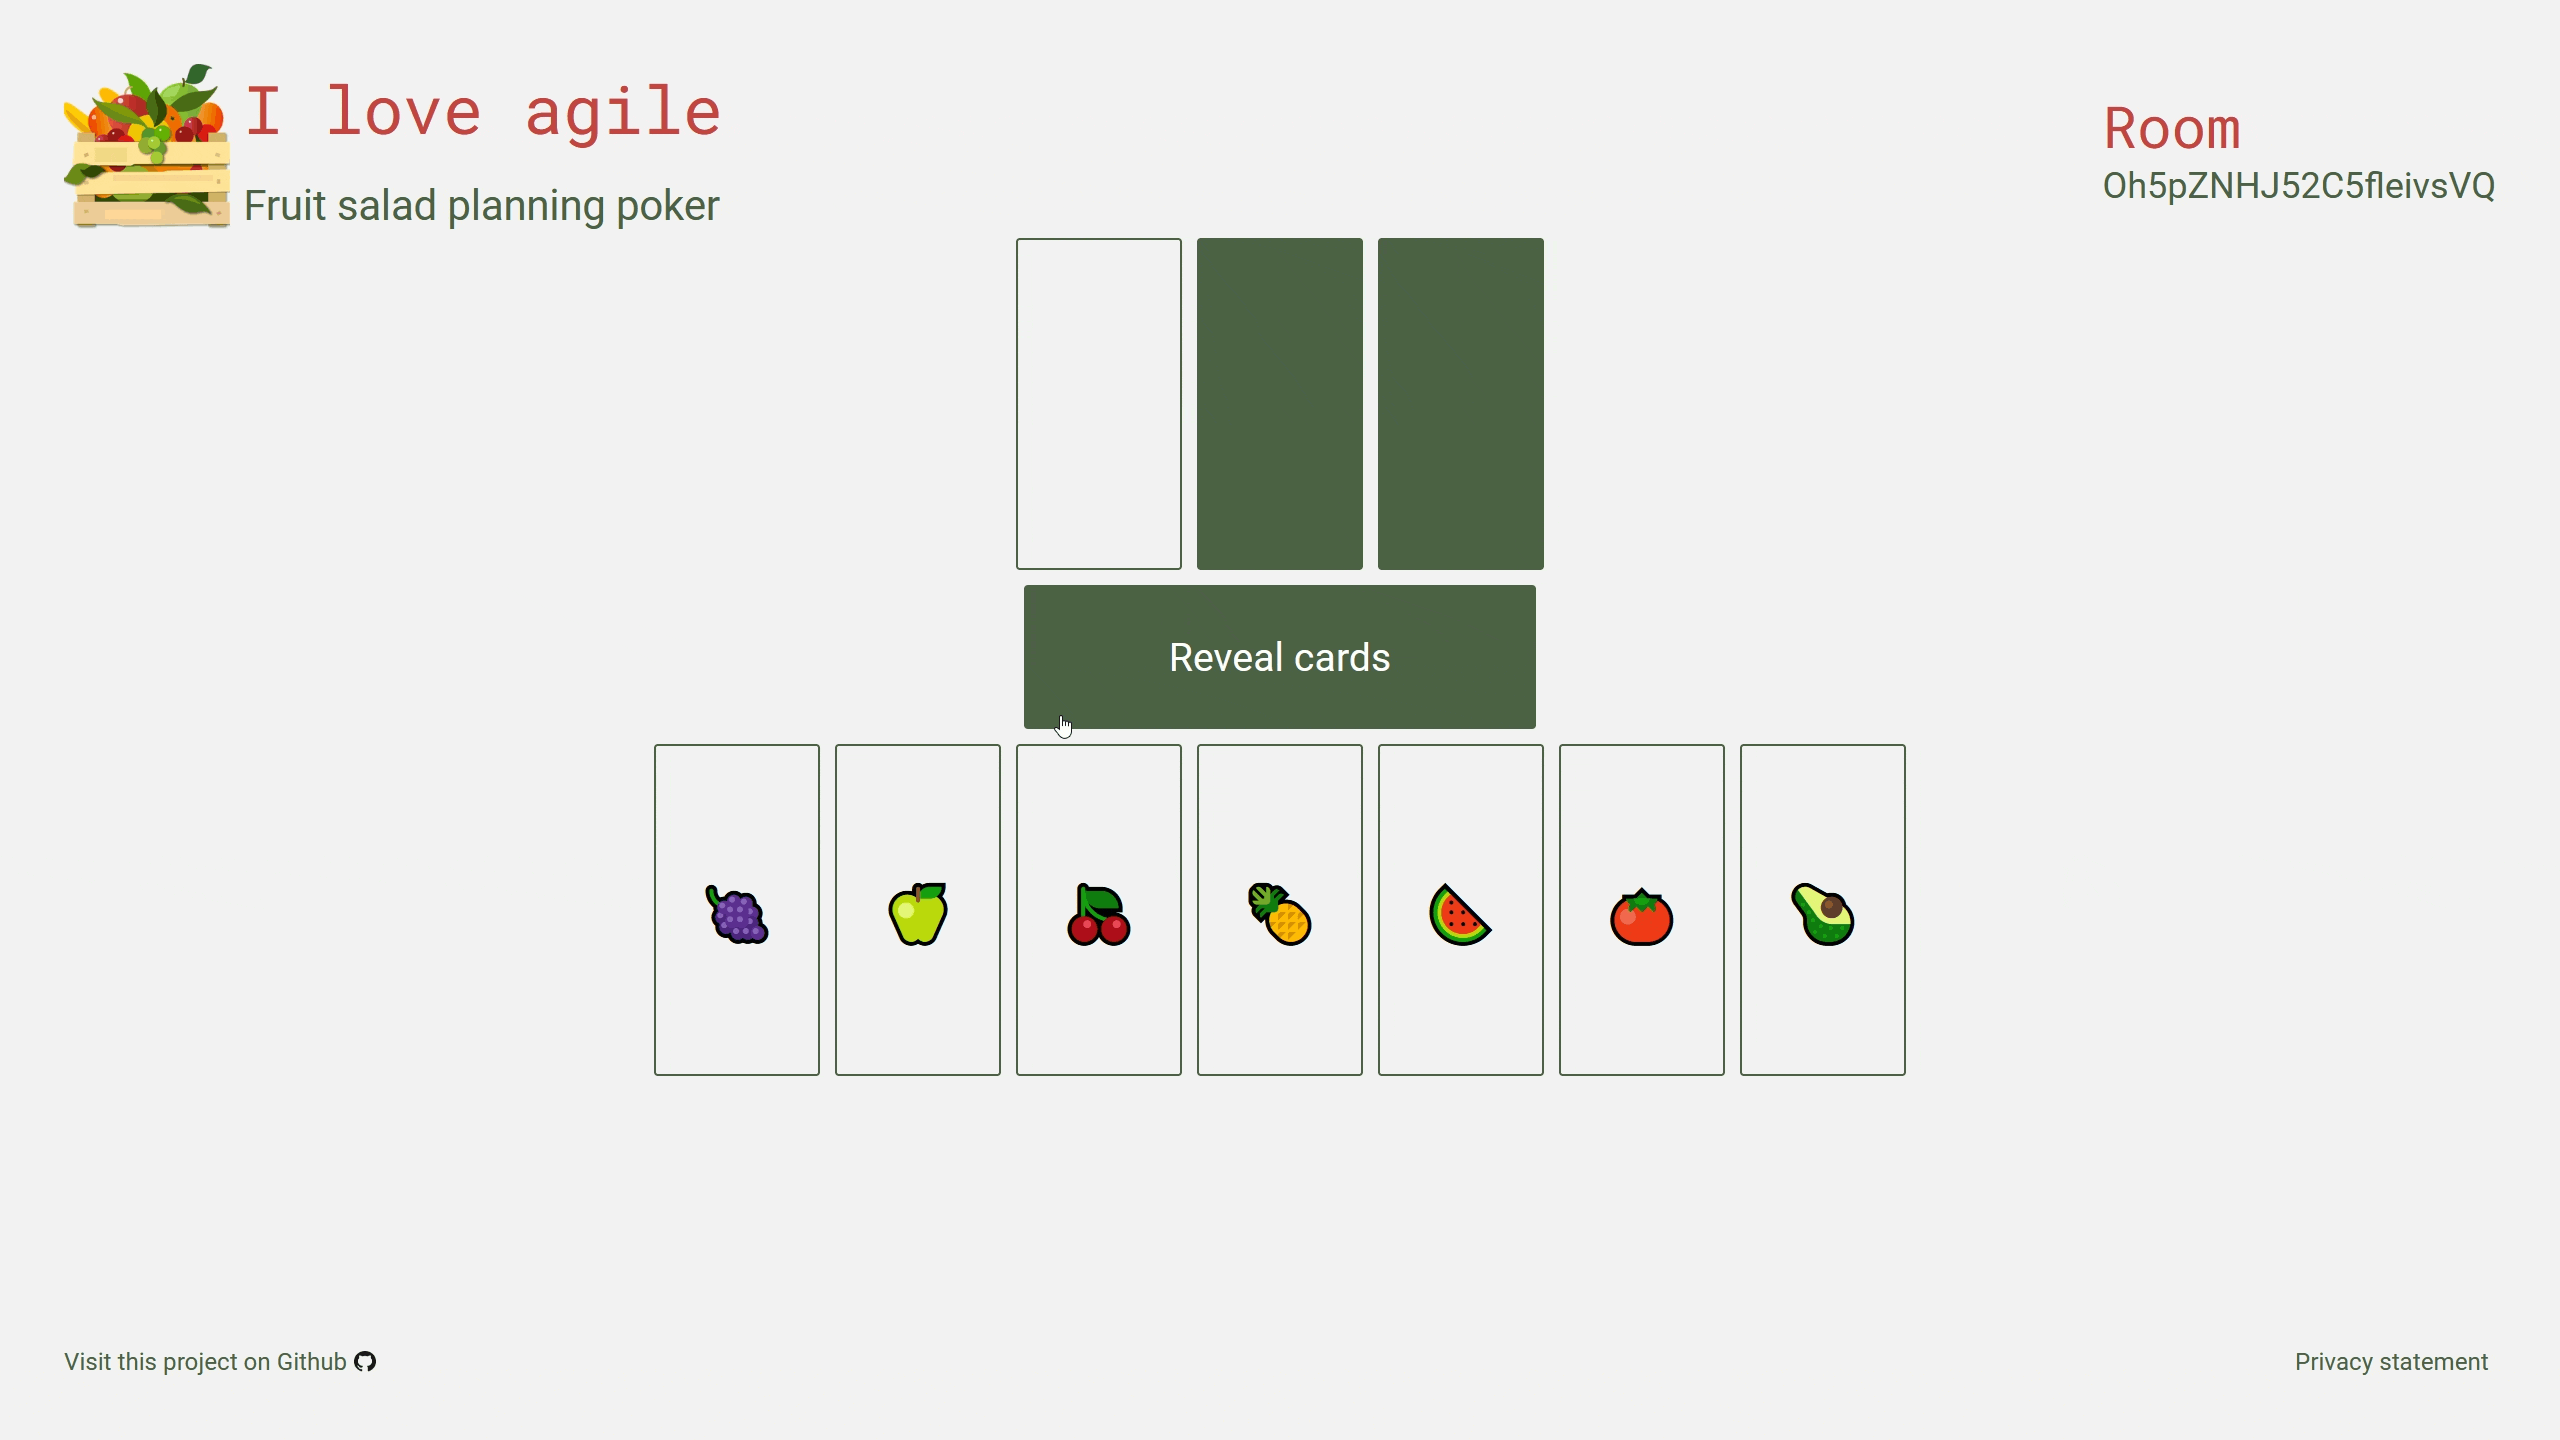 I love agile
Fruit salad planning poker
Room
Oh5pZNHJ52C5fleivsVQ
Reveal cards
Visit this project on Github
Privacy statement